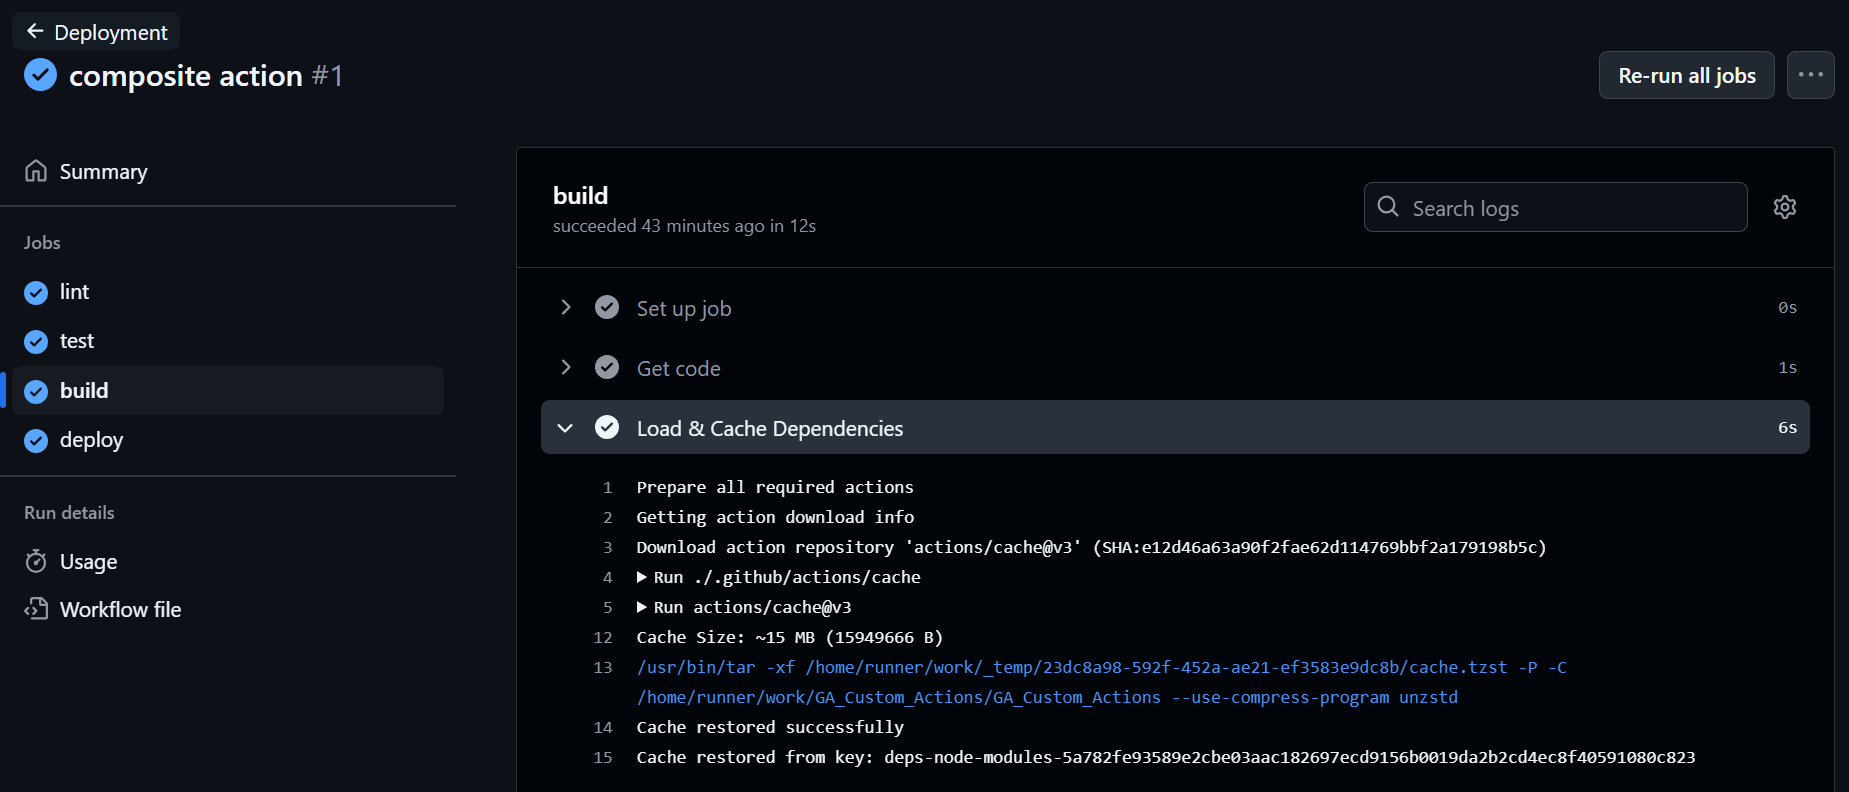 Deployment
composite action #1
Re-run all jobs
Summary
Jobs
lint
test
build
deploy
Run details
Usage
Workflow file
build
succeeded 43 minutes ago in 12s
Search logs
Set up job 0s
Get code 1s
Load & Cache Dependencies 6s
1 Prepare all required actions
2 Getting action download info
3 Download action repository 'actions/cache@v3' (SHA:e12d46a63a90f2fae62d114769bbf2a179198b5c)
4 Run ./.github/actions/cache
5 Run actions/cache@v3
12 Cache Size: ~15 MB (15949666 B)
13 /usr/bin/tar -xf /home/runner/work/_temp/23dc8a98-592f-452a-ae21-ef3583e9dc8b/cache.tzst -P -C
/home/runner/work/GA_Custom_Actions/GA_Custom_Actions --use-compress-program unzstd
14 Cache restored successfully
15 Cache restored from key: deps-node-modules-5a782fe93589e2cbe03aac182697ecd9156b0019da2b2cd4ec8f40591080c823